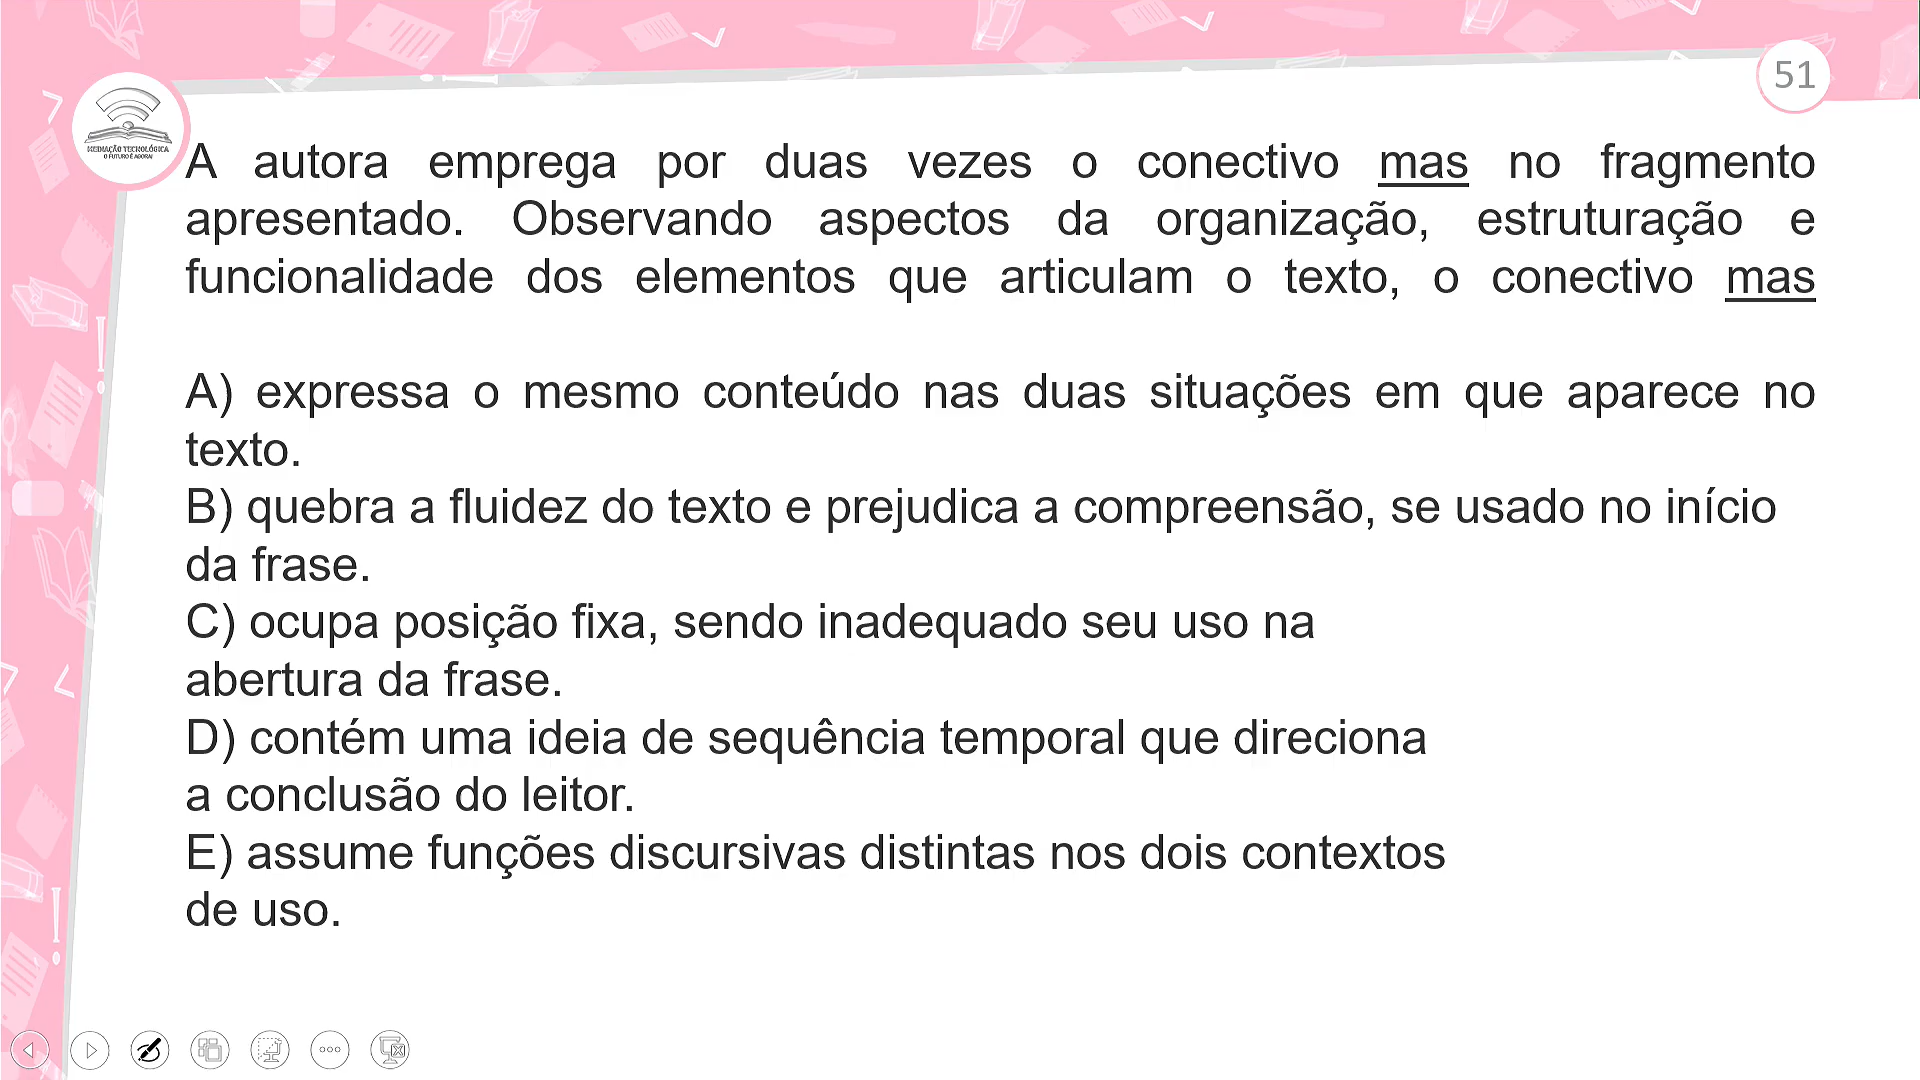 51
MEDIAÇÃO TECNOLÓGICA
O FUTURO É AGORA!
A autora emprega por duas vezes o conectivo mas no fragmento
apresentado. Observando aspectos da organização, estruturação e
funcionalidade dos elementos que articulam o texto, o conectivo mas
A) expressa o mesmo conteúdo nas duas situações em que aparece no
texto.
B) quebra a fluidez do texto e prejudica a compreensão, se usado no início
da frase.
C) ocupa posição fixa, sendo inadequado seu uso na
abertura da frase.
D) contém uma ideia de sequência temporal que direciona
a conclusão do leitor.
E) assume funções discursivas distintas nos dois contextos
de uso.